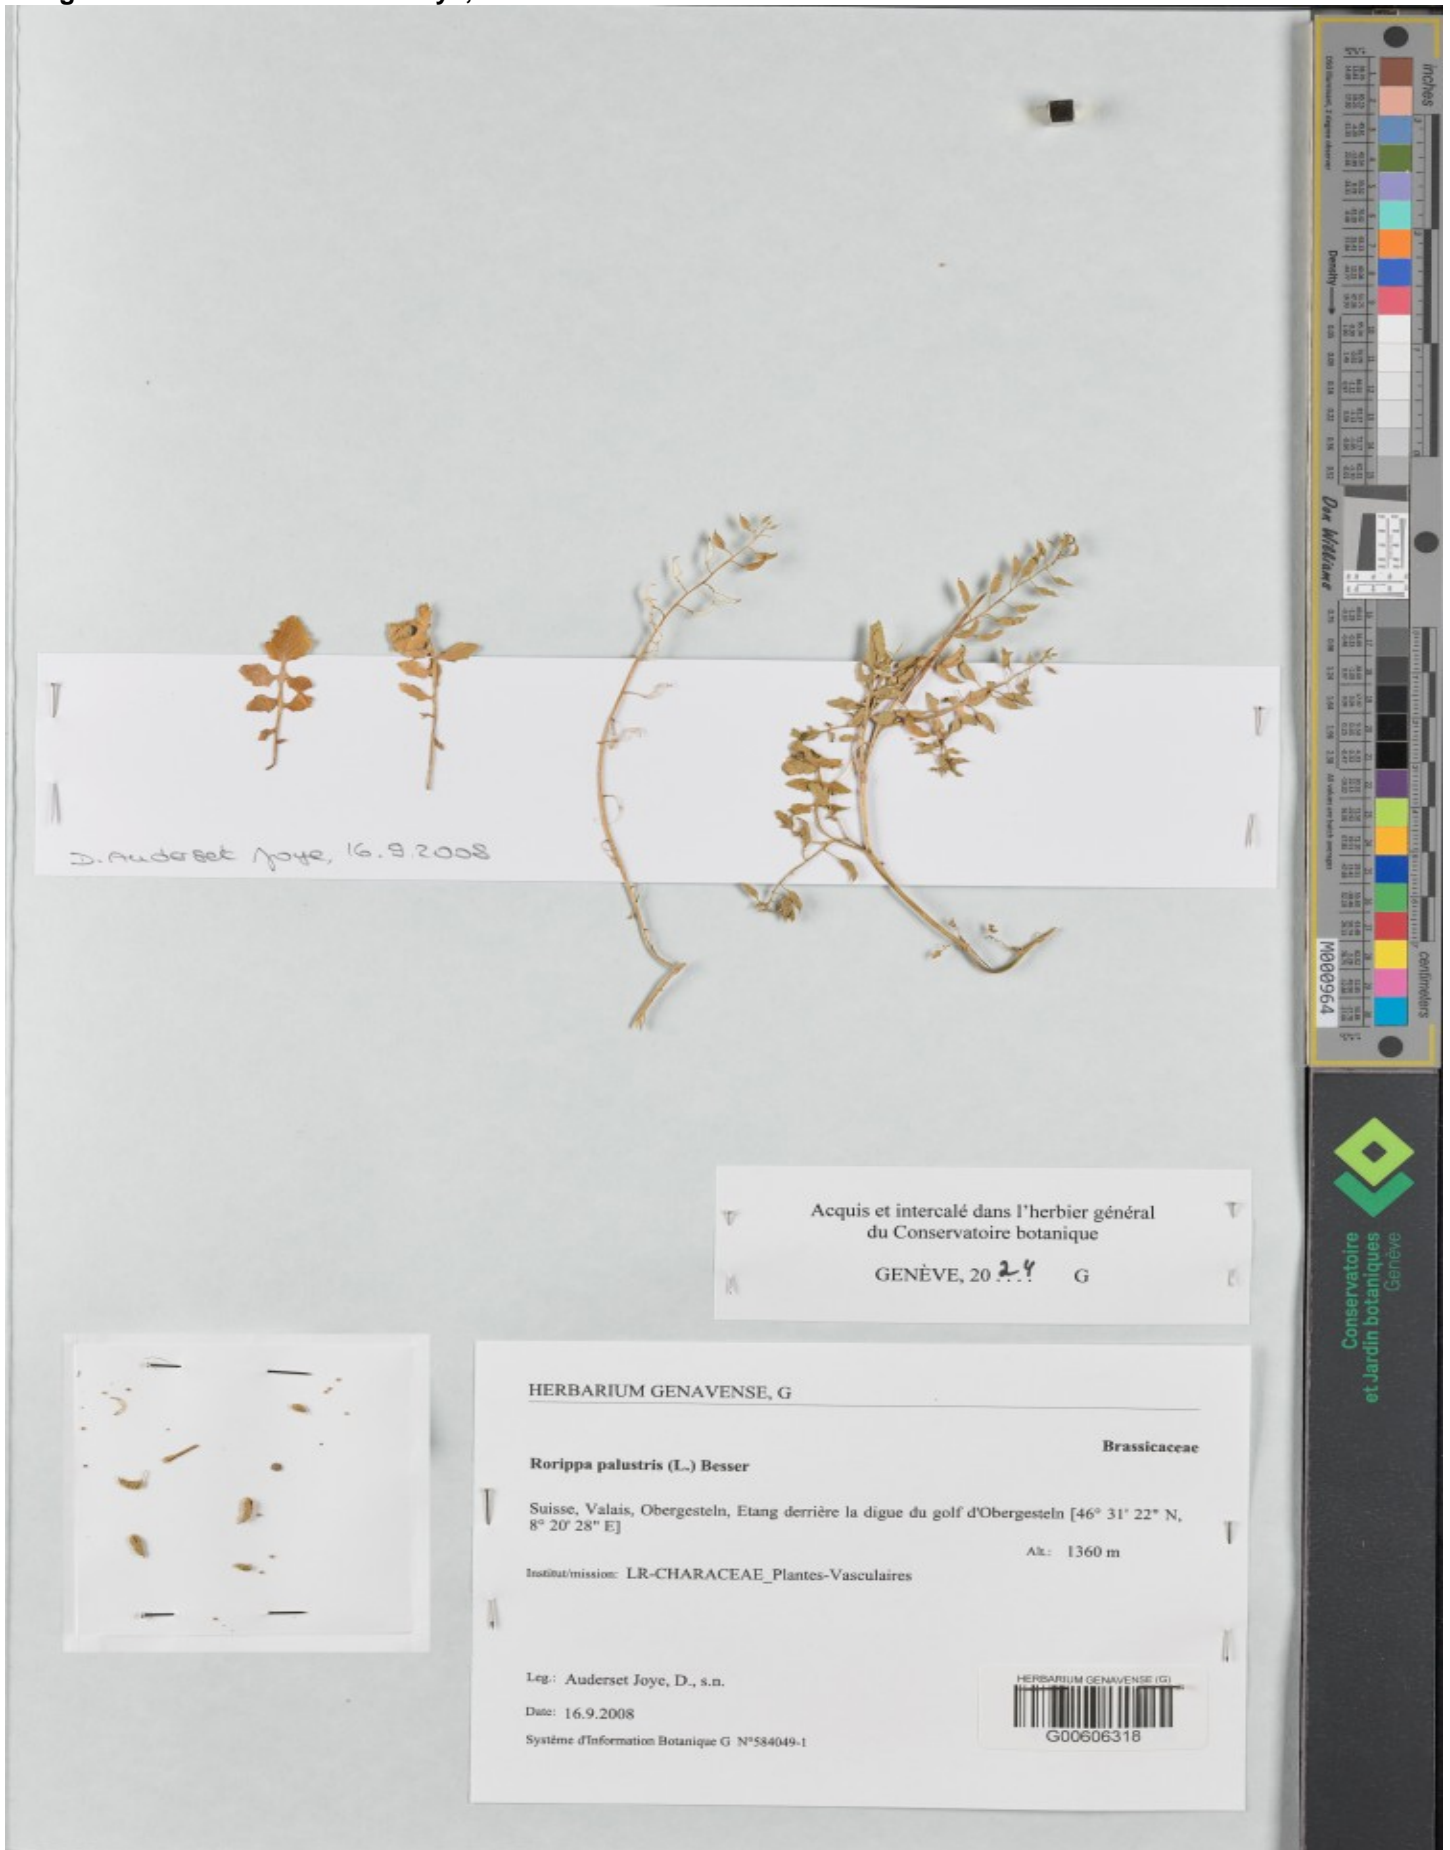 D. Auderset Joye, 16.9.2008
Acquis et intercalé dans l'herbier général
du Conservatoire botanique
GENÈVE, 20 24 G
HERBARIUM GENAVENSE, G
Brassicaceae
Rorippa palustris (L.) Besser
Suisse, Valais, Obergesteln, Etang derrière la digue du golf d'Obergesteln [46° 31' 22" N,
8° 20' 28" E]
Alt.: 1360 m
Institut/mission: LR-CHARACEAE_Plantes-Vasculaires
Leg.: Auderset Joye, D., s.n.
Date: 16.9.2008
Système d'Information Botanique G N°584049-1
HERBARIUM GENAVENSE (G)
G00606318
inches
Density
Don Williams
centimeters
M000964
Conservatoire
et Jardin botaniques
Genève